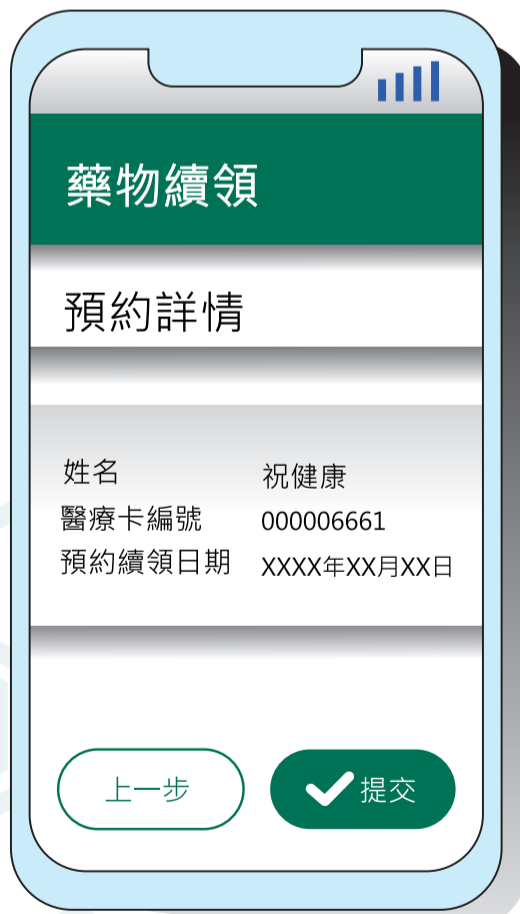 藥物續領
預約詳情
姓名 祝健康
醫療卡編號 000006661
預約續領日期 XXXX年XX月XX日
上一步 提交